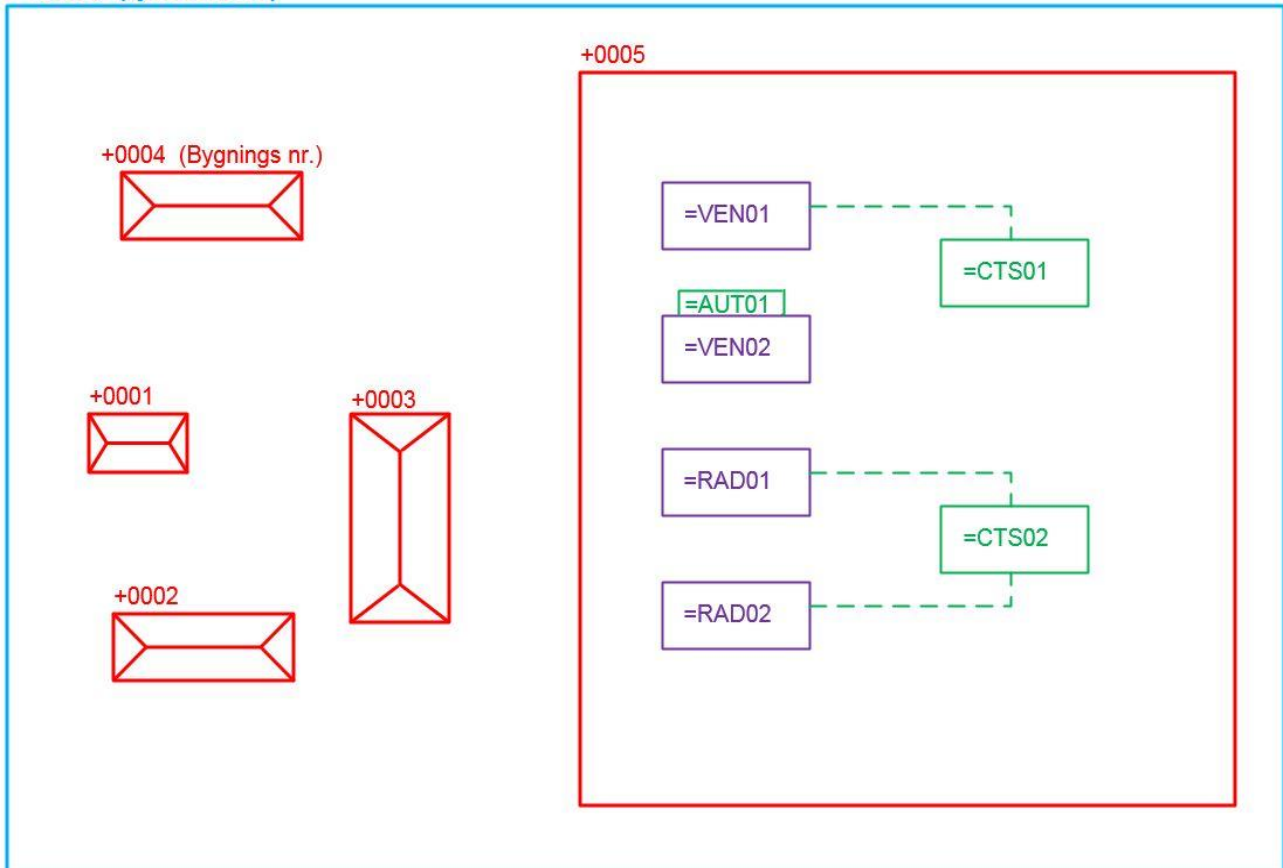 +0005
+0004 (Bygnings nr.)
=VEN01
=CTS01
=AUT01
=VEN02
+0001
+0003
=RAD01
=CTS02
+0002
=RAD02